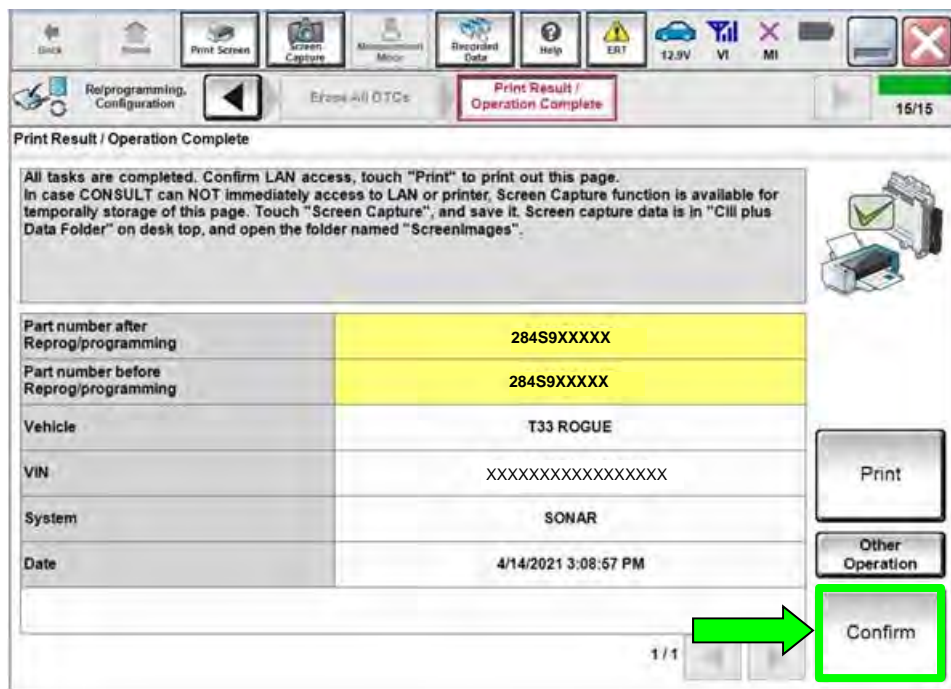 Back
Home
Print Screen
Screen
Capture
Measurement
Mode
Recorded
Data
Help
ERT
12.9V
VI
MI
Re/programming,
Configuration
Erase All DTCs
Print Result /
Operation Complete
15/15
Print Result / Operation Complete
All tasks are completed. Confirm LAN access, touch "Print" to print out this page.
In case CONSULT can NOT immediately access to LAN or printer, Screen Capture function is available for
temporally storage of this page. Touch "Screen Capture", and save it. Screen capture data is in "CIII plus
Data Folder" on desk top, and open the folder named "ScreenImages".
Part number after
Reprog/programming
284S9XXXXX
Part number before
Reprog/programming
284S9XXXXX
Vehicle
T33 ROGUE
VIN
XXXXXXXXXXXXXXXXX
System
SONAR
Date
4/14/2021 3:08:57 PM
Print
Other
Operation
Confirm
1/1